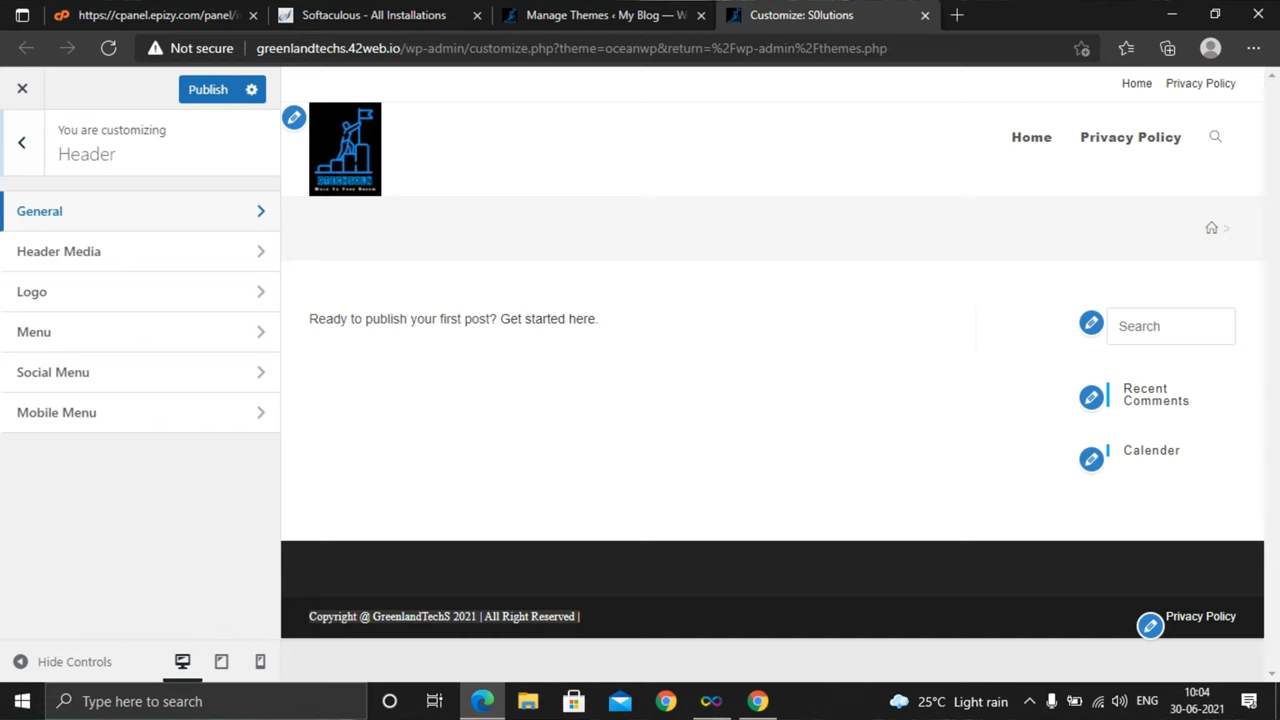 https://cpanel.epizy.com/panel/i
Softaculous - All Installations
Manage Themes ‹ My Blog — W
Customize: S0lutions
Not secure
greenlandtechs.42web.io/wp-admin/customize.php?theme=oceanwp&return=%2Fwp-admin%2Fthemes.php
Publish
You are customizing
Header
General
Header Media
Logo
Menu
Social Menu
Mobile Menu
Hide Controls
Home Privacy Policy
Home Privacy Policy
>
Ready to publish your first post? Get started here.
Search
Recent
Comments
Calender
Copyright @ GreenlandTechS 2021 | All Right Reserved |
Privacy Policy
Type here to search
25°C Light rain
ENG
10:04
30-06-2021